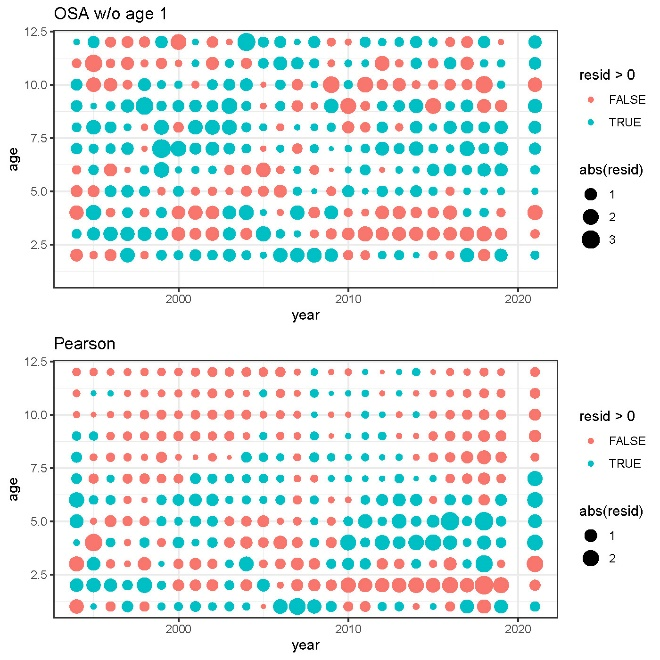 OSA w/o age 1
12.5
10.0
7.5
5.0
2.5
age
2000
2010
2020
year
resid > 0
FALSE
TRUE
abs(resid)
1
2
3
Pearson
12.5
10.0
7.5
5.0
2.5
age
2000
2010
2020
year
resid > 0
FALSE
TRUE
abs(resid)
1
2